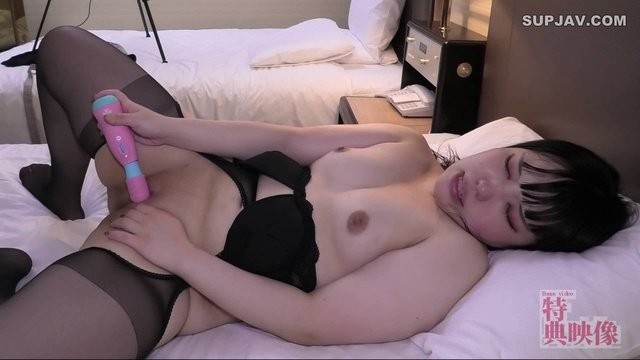 SUPJAV.COM
Bonus video
特
典映像